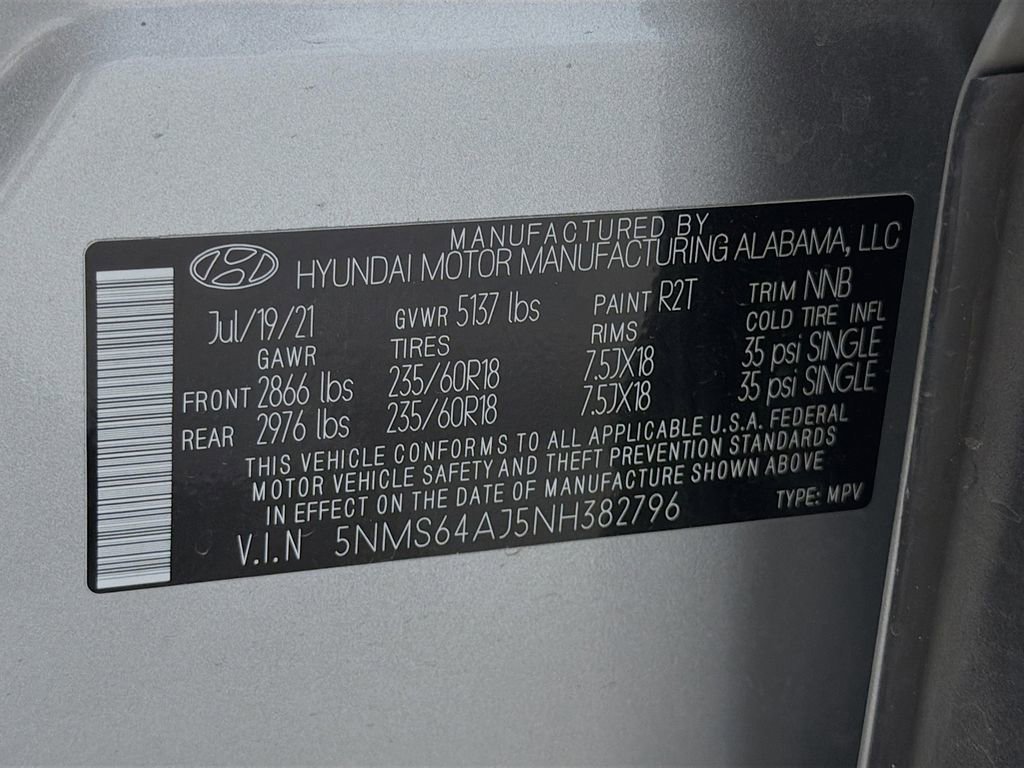 MANUFACTURED BY
HYUNDAI MOTOR MANUFACTURING ALABAMA, LLC
Jul/19/21 GVWR 5137 lbs PAINT R2T TRIM NNB
GAWR TIRES RIMS COLD TIRE INFL
FRONT 2866 lbs 235/60R18 7.5JX18 35 psi SINGLE
REAR 2976 lbs 235/60R18 7.5JX18 35 psi SINGLE
THIS VEHICLE CONFORMS TO ALL APPLICABLE U.S.A. FEDERAL
MOTOR VEHICLE SAFETY AND THEFT PREVENTION STANDARDS
IN EFFECT ON THE DATE OF MANUFACTURE SHOWN ABOVE
V.I.N 5NMS64AJ5NH382796 TYPE: MPV